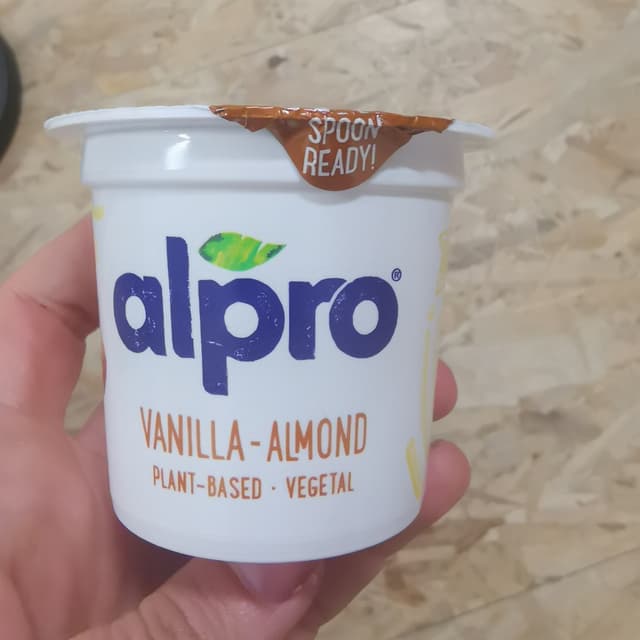 SPOON
READY!
alpro®
VANILLA-ALMOND
PLANT-BASED · VEGETAL